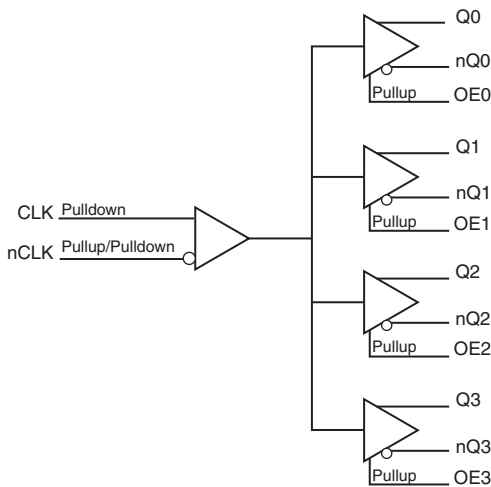 Q0
nQ0
Pullup OE0
Q1
nQ1
Pullup OE1
CLK Pulldown
nCLK Pullup/Pulldown
Q2
nQ2
Pullup OE2
Q3
nQ3
Pullup OE3